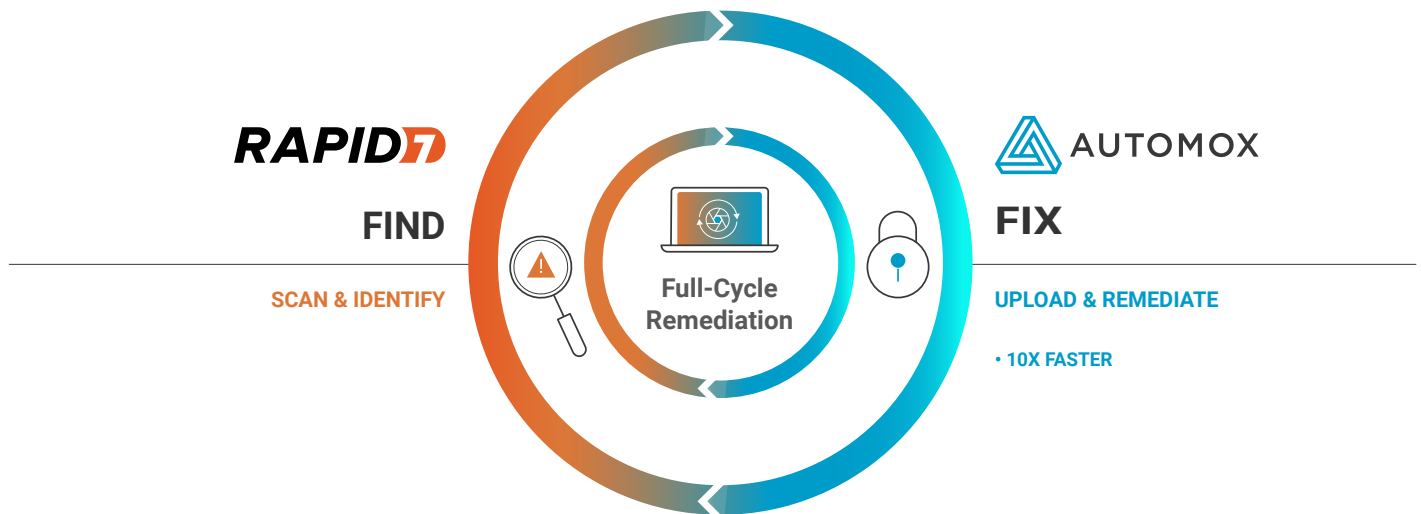 RAPID7
FIND
SCAN & IDENTIFY
Full-Cycle
Remediation
AUTOMOX
FIX
UPLOAD & REMEDIATE
• 10X FASTER